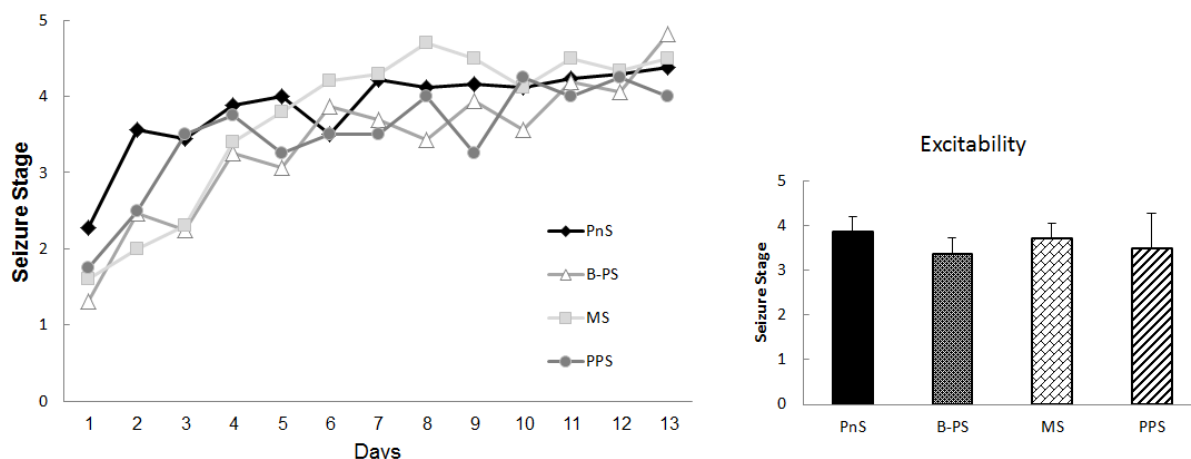 5
4
3
2
1
0
Seizure Stage
PnS
B-PS
MS
PPS
1 2 3 4 5 6 7 8 9 10 11 12 13
Days
Excitability
5
4
3
2
1
0
Seizure Stage
PnS B-PS MS PPS